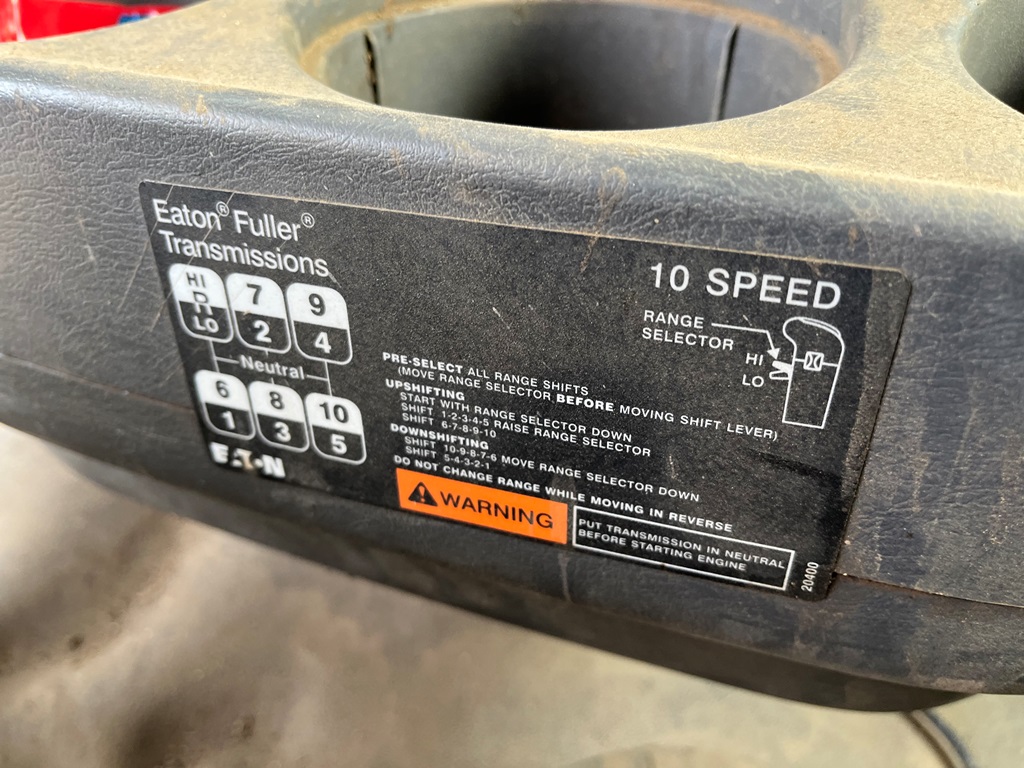 Eaton® Fuller®
Transmissions
HI
R
LO
7
2
9
4
Neutral
6
1
8
3
10
5
EATON
10 SPEED
RANGE
SELECTOR
HI
LO
PRE-SELECT ALL RANGE SHIFTS
(MOVE RANGE SELECTOR BEFORE MOVING SHIFT LEVER)
UPSHIFTING
START WITH RANGE SELECTOR DOWN
SHIFT 1-2-3-4-5 RAISE RANGE SELECTOR
SHIFT 6-7-8-9-10
DOWNSHIFTING
SHIFT 10-9-8-7-6 MOVE RANGE SELECTOR DOWN
SHIFT 5-4-3-2-1
DO NOT CHANGE RANGE WHILE MOVING IN REVERSE
WARNING
PUT TRANSMISSION IN NEUTRAL
BEFORE STARTING ENGINE
20400